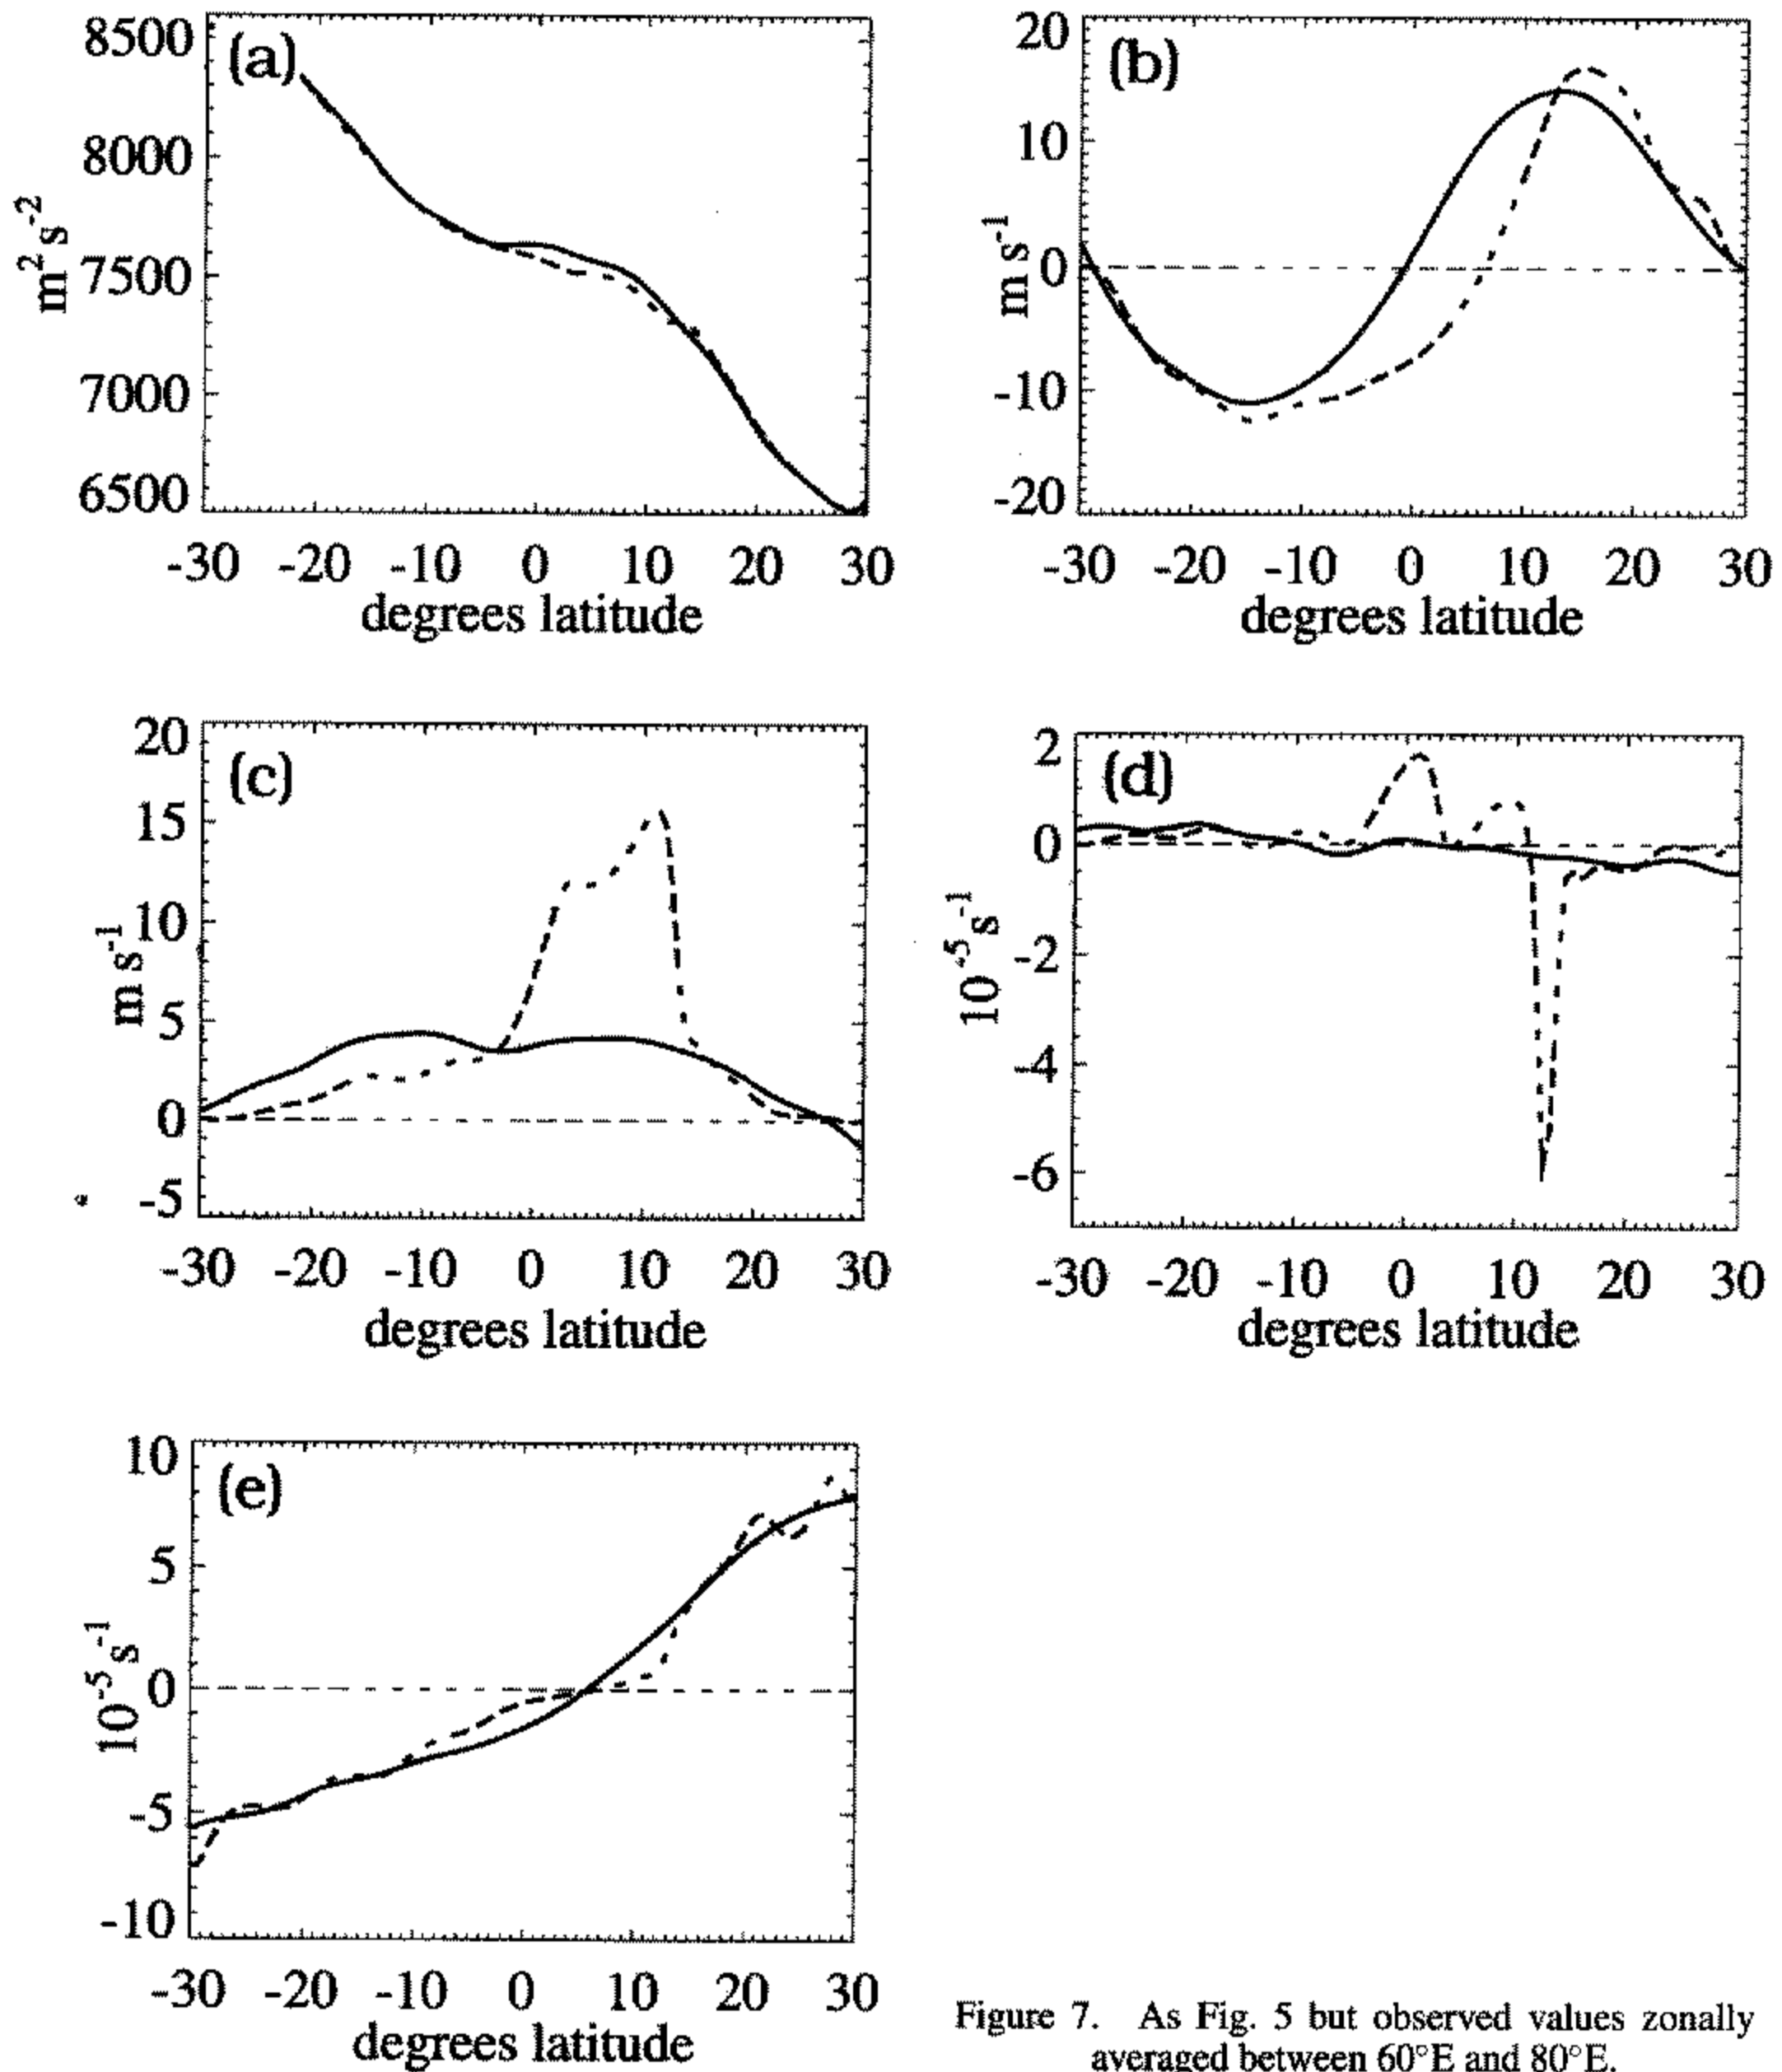 (a)
8500
8000
7500
7000
6500
m² s⁻²
-30 -20 -10 0 10 20 30
degrees latitude
(b)
20
10
0
-10
-20
m s⁻¹
-30 -20 -10 0 10 20 30
degrees latitude
(c)
20
15
10
5
0
-5
m s⁻¹
-30 -20 -10 0 10 20 30
degrees latitude
(d)
2
0
-2
-4
-6
10⁻⁵ s⁻¹
-30 -20 -10 0 10 20 30
degrees latitude
(e)
10
5
0
-5
-10
10⁻⁵ s⁻¹
-30 -20 -10 0 10 20 30
degrees latitude
Figure 7. As Fig. 5 but observed values zonally
averaged between 60°E and 80°E.